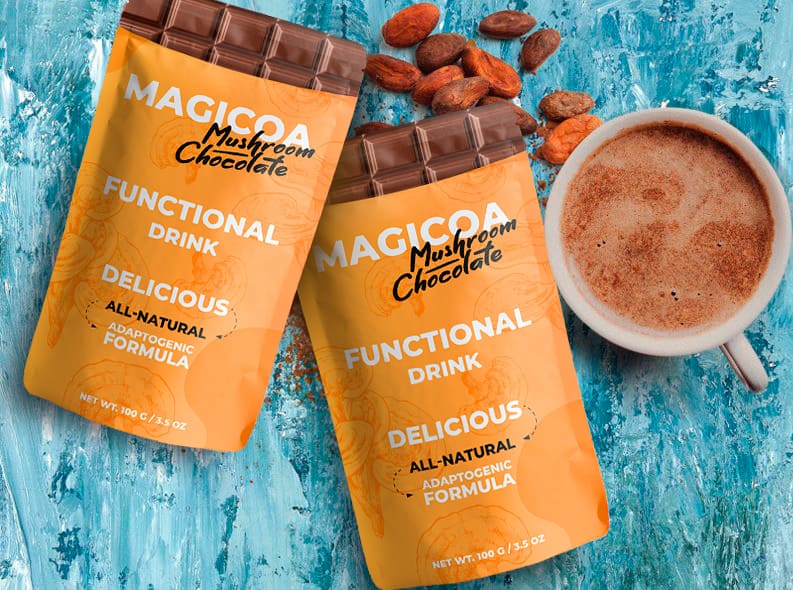 MAGICOA
Mushroom
Chocolate
FUNCTIONAL
DRINK
DELICIOUS
ALL-NATURAL
ADAPTOGENIC
FORMULA
NET WT. 100 G / 3.5 OZ
MAGICOA
Mushroom
Chocolate
FUNCTIONAL
DRINK
DELICIOUS
ALL-NATURAL
ADAPTOGENIC
FORMULA
NET WT. 100 G / 3.5 OZ